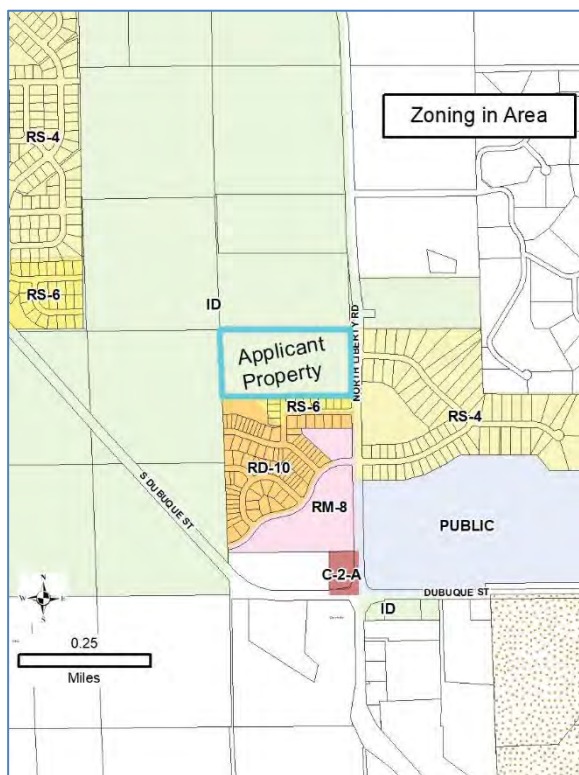 Zoning in Area
RS-4
RS-6
ID
NORTH LIBERTY RD
Applicant
Property
RS-6
RS-4
RD-10
RM-8
S DUBUQUE ST
PUBLIC
C-2-A
DUBUQUE ST
ID
N
W
E
S
0.25
Miles